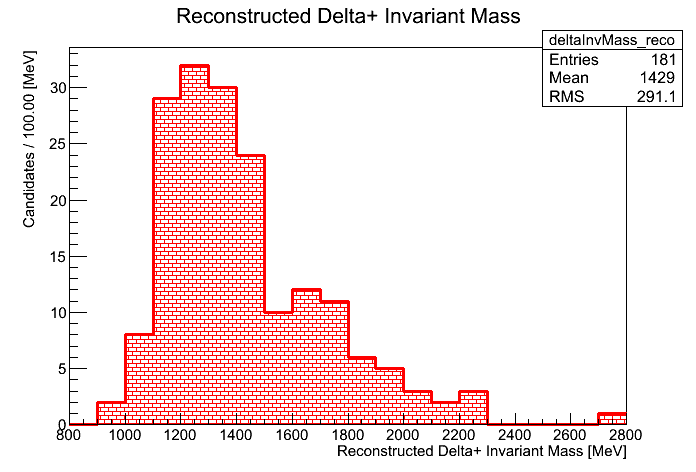 Reconstructed Delta+ Invariant Mass
deltaInvMass_reco
Entries 181
Mean 1429
RMS 291.1
Candidates / 100.00 [MeV]
30
25
20
15
10
5
0
800 1000 1200 1400 1600 1800 2000 2200 2400 2600 2800
Reconstructed Delta+ Invariant Mass [MeV]